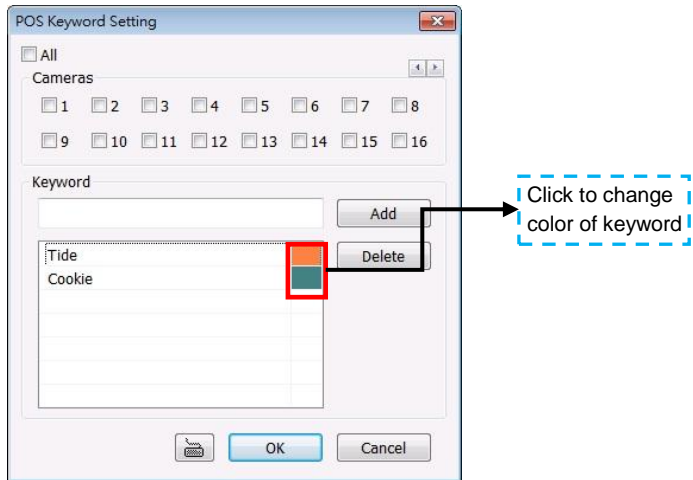 POS Keyword Setting
All
Cameras
1 2 3 4 5 6 7 8
9 10 11 12 13 14 15 16
Keyword
Add
Tide
Delete
Cookie
OK Cancel
Click to change
color of keyword